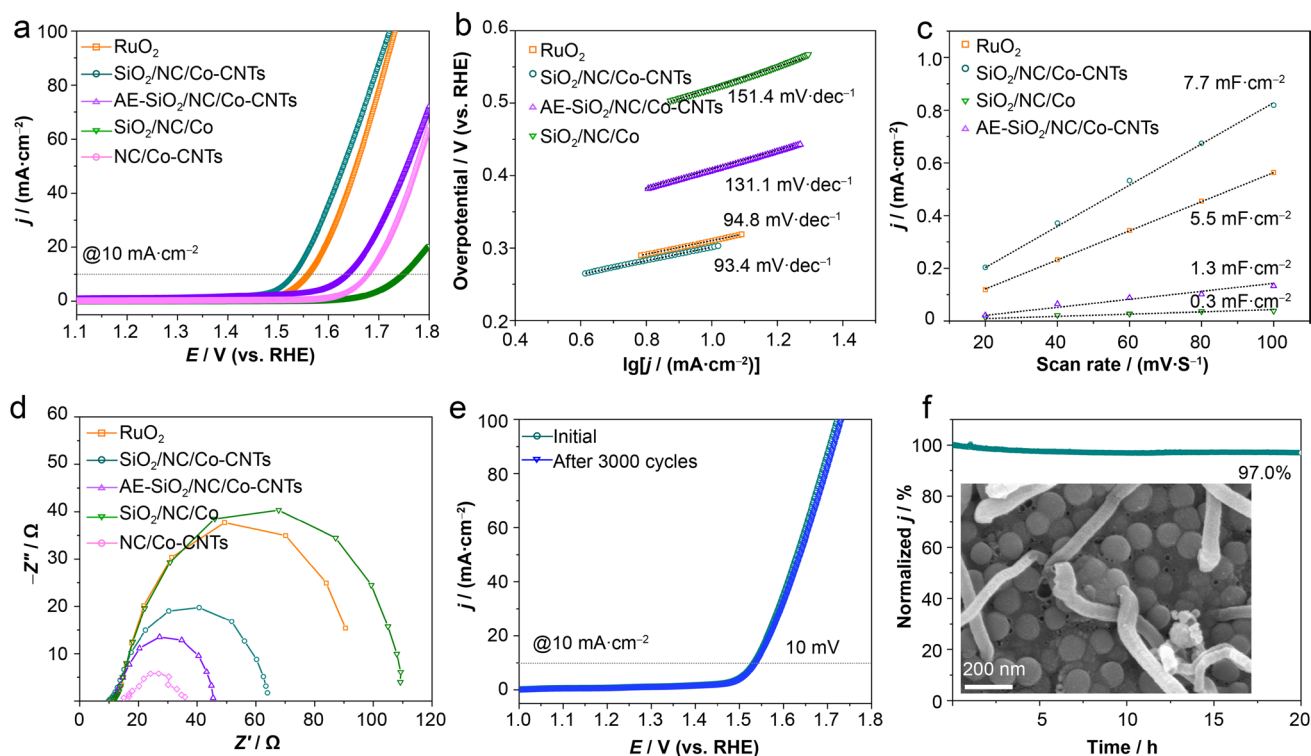 a
j / (mA·cm⁻²)
100
80
60
40
20
0
RuO₂
SiO₂/NC/Co-CNTs
AE-SiO₂/NC/Co-CNTs
SiO₂/NC/Co
NC/Co-CNTs
@10 mA·cm⁻²
1.1 1.2 1.3 1.4 1.5 1.6 1.7 1.8
E / V (vs. RHE)
b
Overpotential / V (vs. RHE)
0.6
0.5
0.4
0.3
0.2
RuO₂
SiO₂/NC/Co-CNTs
AE-SiO₂/NC/Co-CNTs
SiO₂/NC/Co
151.4 mV·dec⁻¹
131.1 mV·dec⁻¹
94.8 mV·dec⁻¹
93.4 mV·dec⁻¹
0.4 0.6 0.8 1.0 1.2 1.4
lg[j / (mA·cm⁻²)]
c
j / (mA·cm⁻²)
1.0
0.8
0.6
0.4
0.2
0
RuO₂
SiO₂/NC/Co-CNTs
SiO₂/NC/Co
AE-SiO₂/NC/Co-CNTs
7.7 mF·cm⁻²
5.5 mF·cm⁻²
1.3 mF·cm⁻²
0.3 mF·cm⁻²
20 40 60 80 100
Scan rate / (mV·S⁻¹)
d
−Z″ / Ω
60
50
40
30
20
10
0
RuO₂
SiO₂/NC/Co-CNTs
AE-SiO₂/NC/Co-CNTs
SiO₂/NC/Co
NC/Co-CNTs
0 20 40 60 80 100 120
Z′ / Ω
e
j / (mA·cm⁻²)
100
80
60
40
20
0
Initial
After 3000 cycles
@10 mA·cm⁻²
10 mV
1.0 1.1 1.2 1.3 1.4 1.5 1.6 1.7 1.8
E / V (vs. RHE)
f
Normalized j / %
120
100
80
60
40
20
0
97.0%
200 nm
5 10 15 20
Time / h